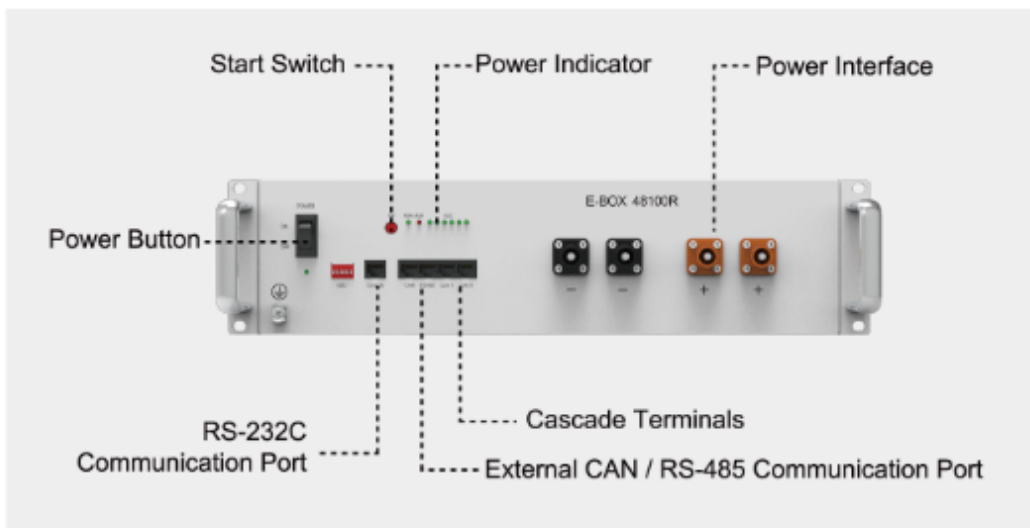 Start Switch
Power Indicator
Power Interface
E-BOX 48100R
POWER
Power Button
− − + +
RS-232C
Communication Port
Cascade Terminals
External CAN / RS-485 Communication Port